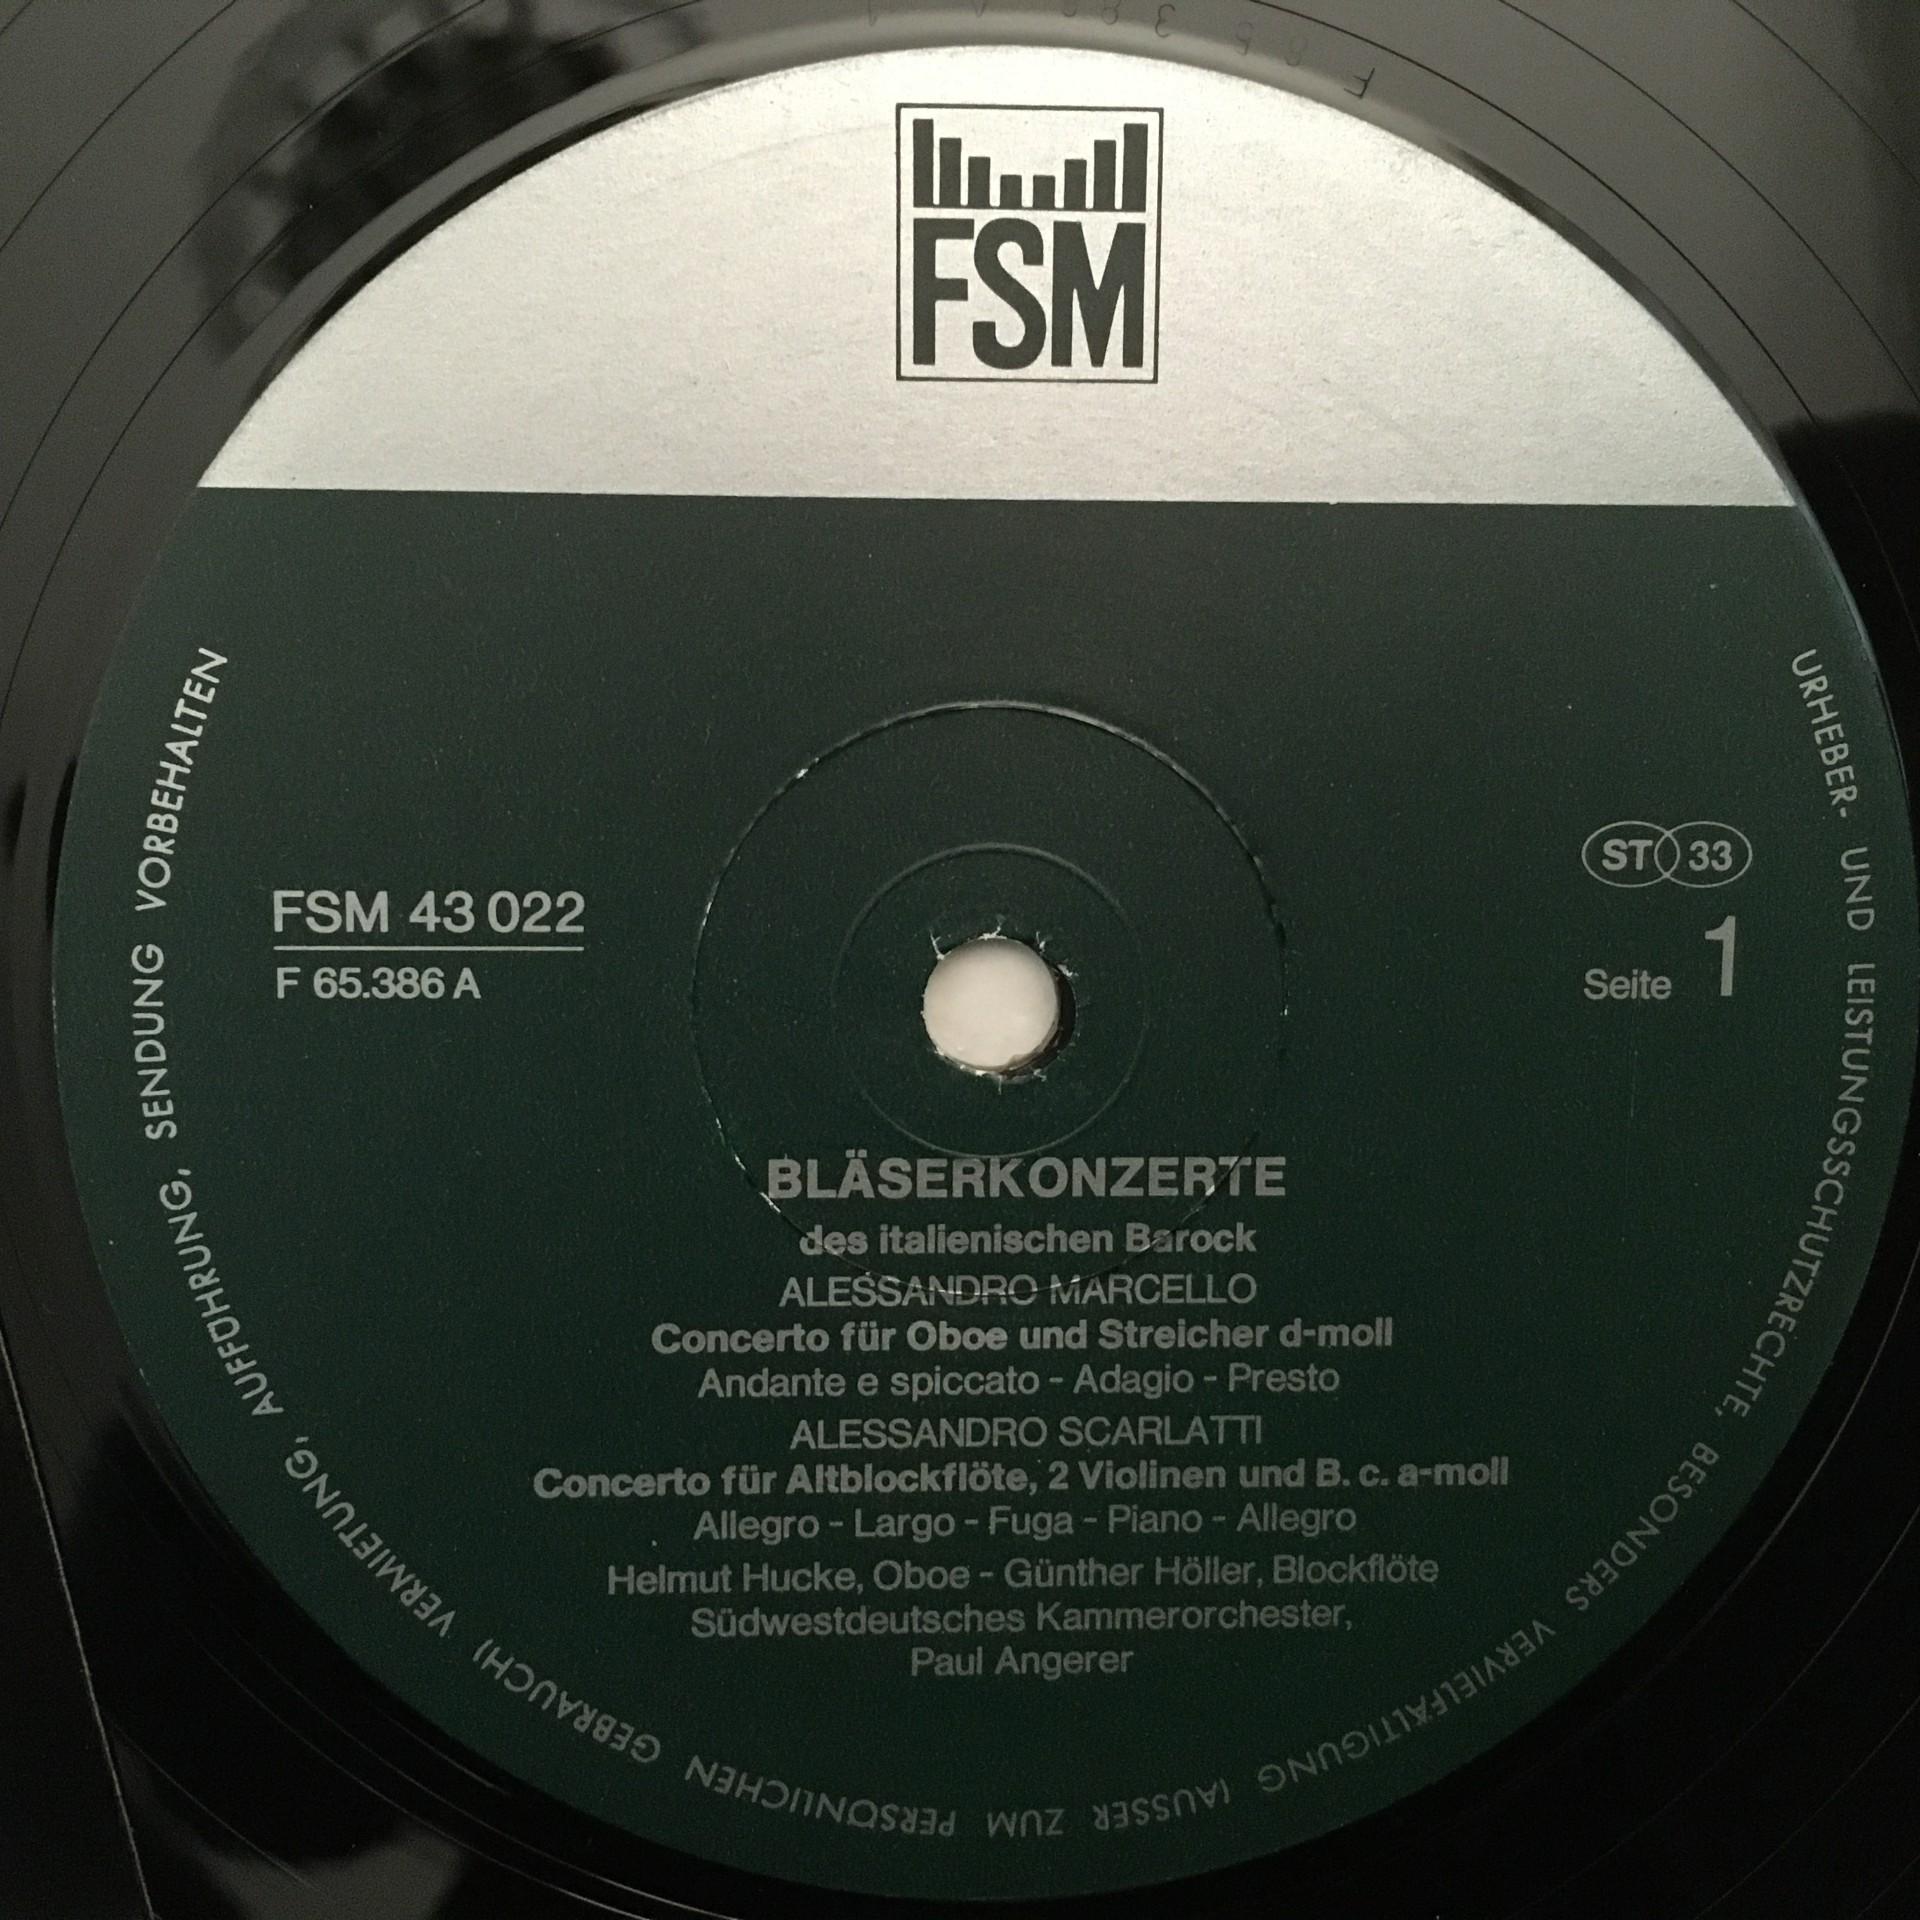 FSM
FSM 43 022
F 65.386 A
ST 33
Seite 1
BLÄSERKONZERTE
des italienischen Barock
ALESSANDRO MARCELLO
Concerto für Oboe und Streicher d-moll
Andante e spiccato - Adagio - Presto
ALESSANDRO SCARLATTI
Concerto für Altblockflöte, 2 Violinen und B. c. a-moll
Allegro - Largo - Fuga - Piano - Allegro
Helmut Hucke, Oboe - Günther Höller, Blockflöte
Südwestdeutsches Kammerorchester,
Paul Angerer
URHEBER- UND LEISTUNGSSCHUTZRECHTE, BESONDERS VERVIELFÄLTIGUNG (AUSSER ZUM PERSÖNLICHEN GEBRAUCH) VERMIETUNG, AUFFÜHRUNG, SENDUNG VORBEHALTEN